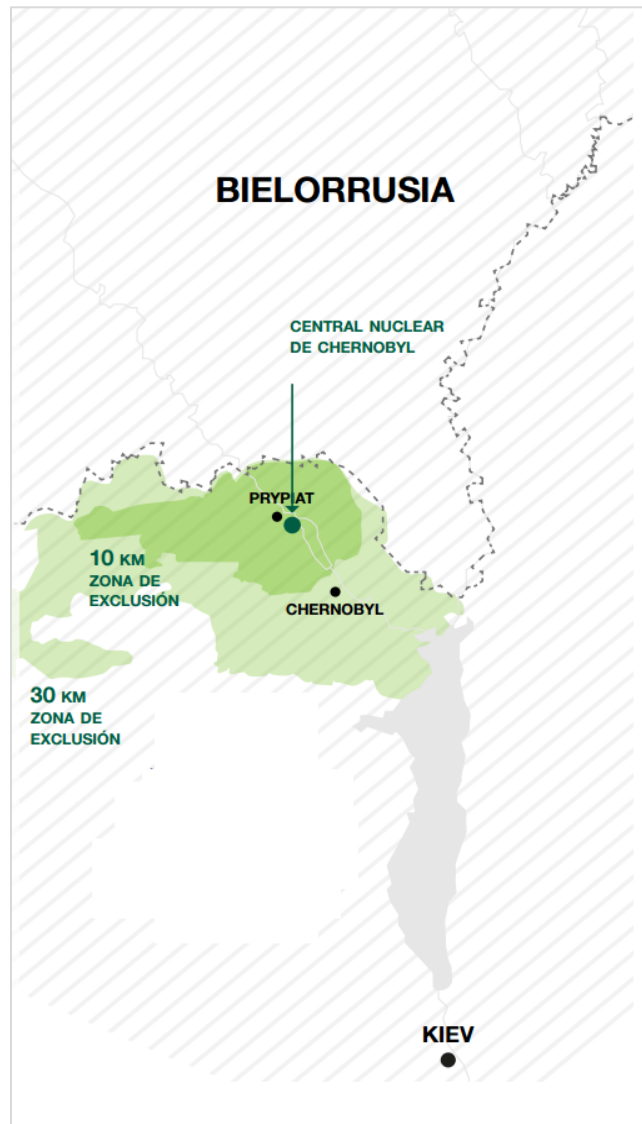 BIELORRUSIA
CENTRAL NUCLEAR
DE CHERNOBYL
PRYPIAT
10 KM
ZONA DE
EXCLUSIÓN
CHERNOBYL
30 KM
ZONA DE
EXCLUSIÓN
KIEV